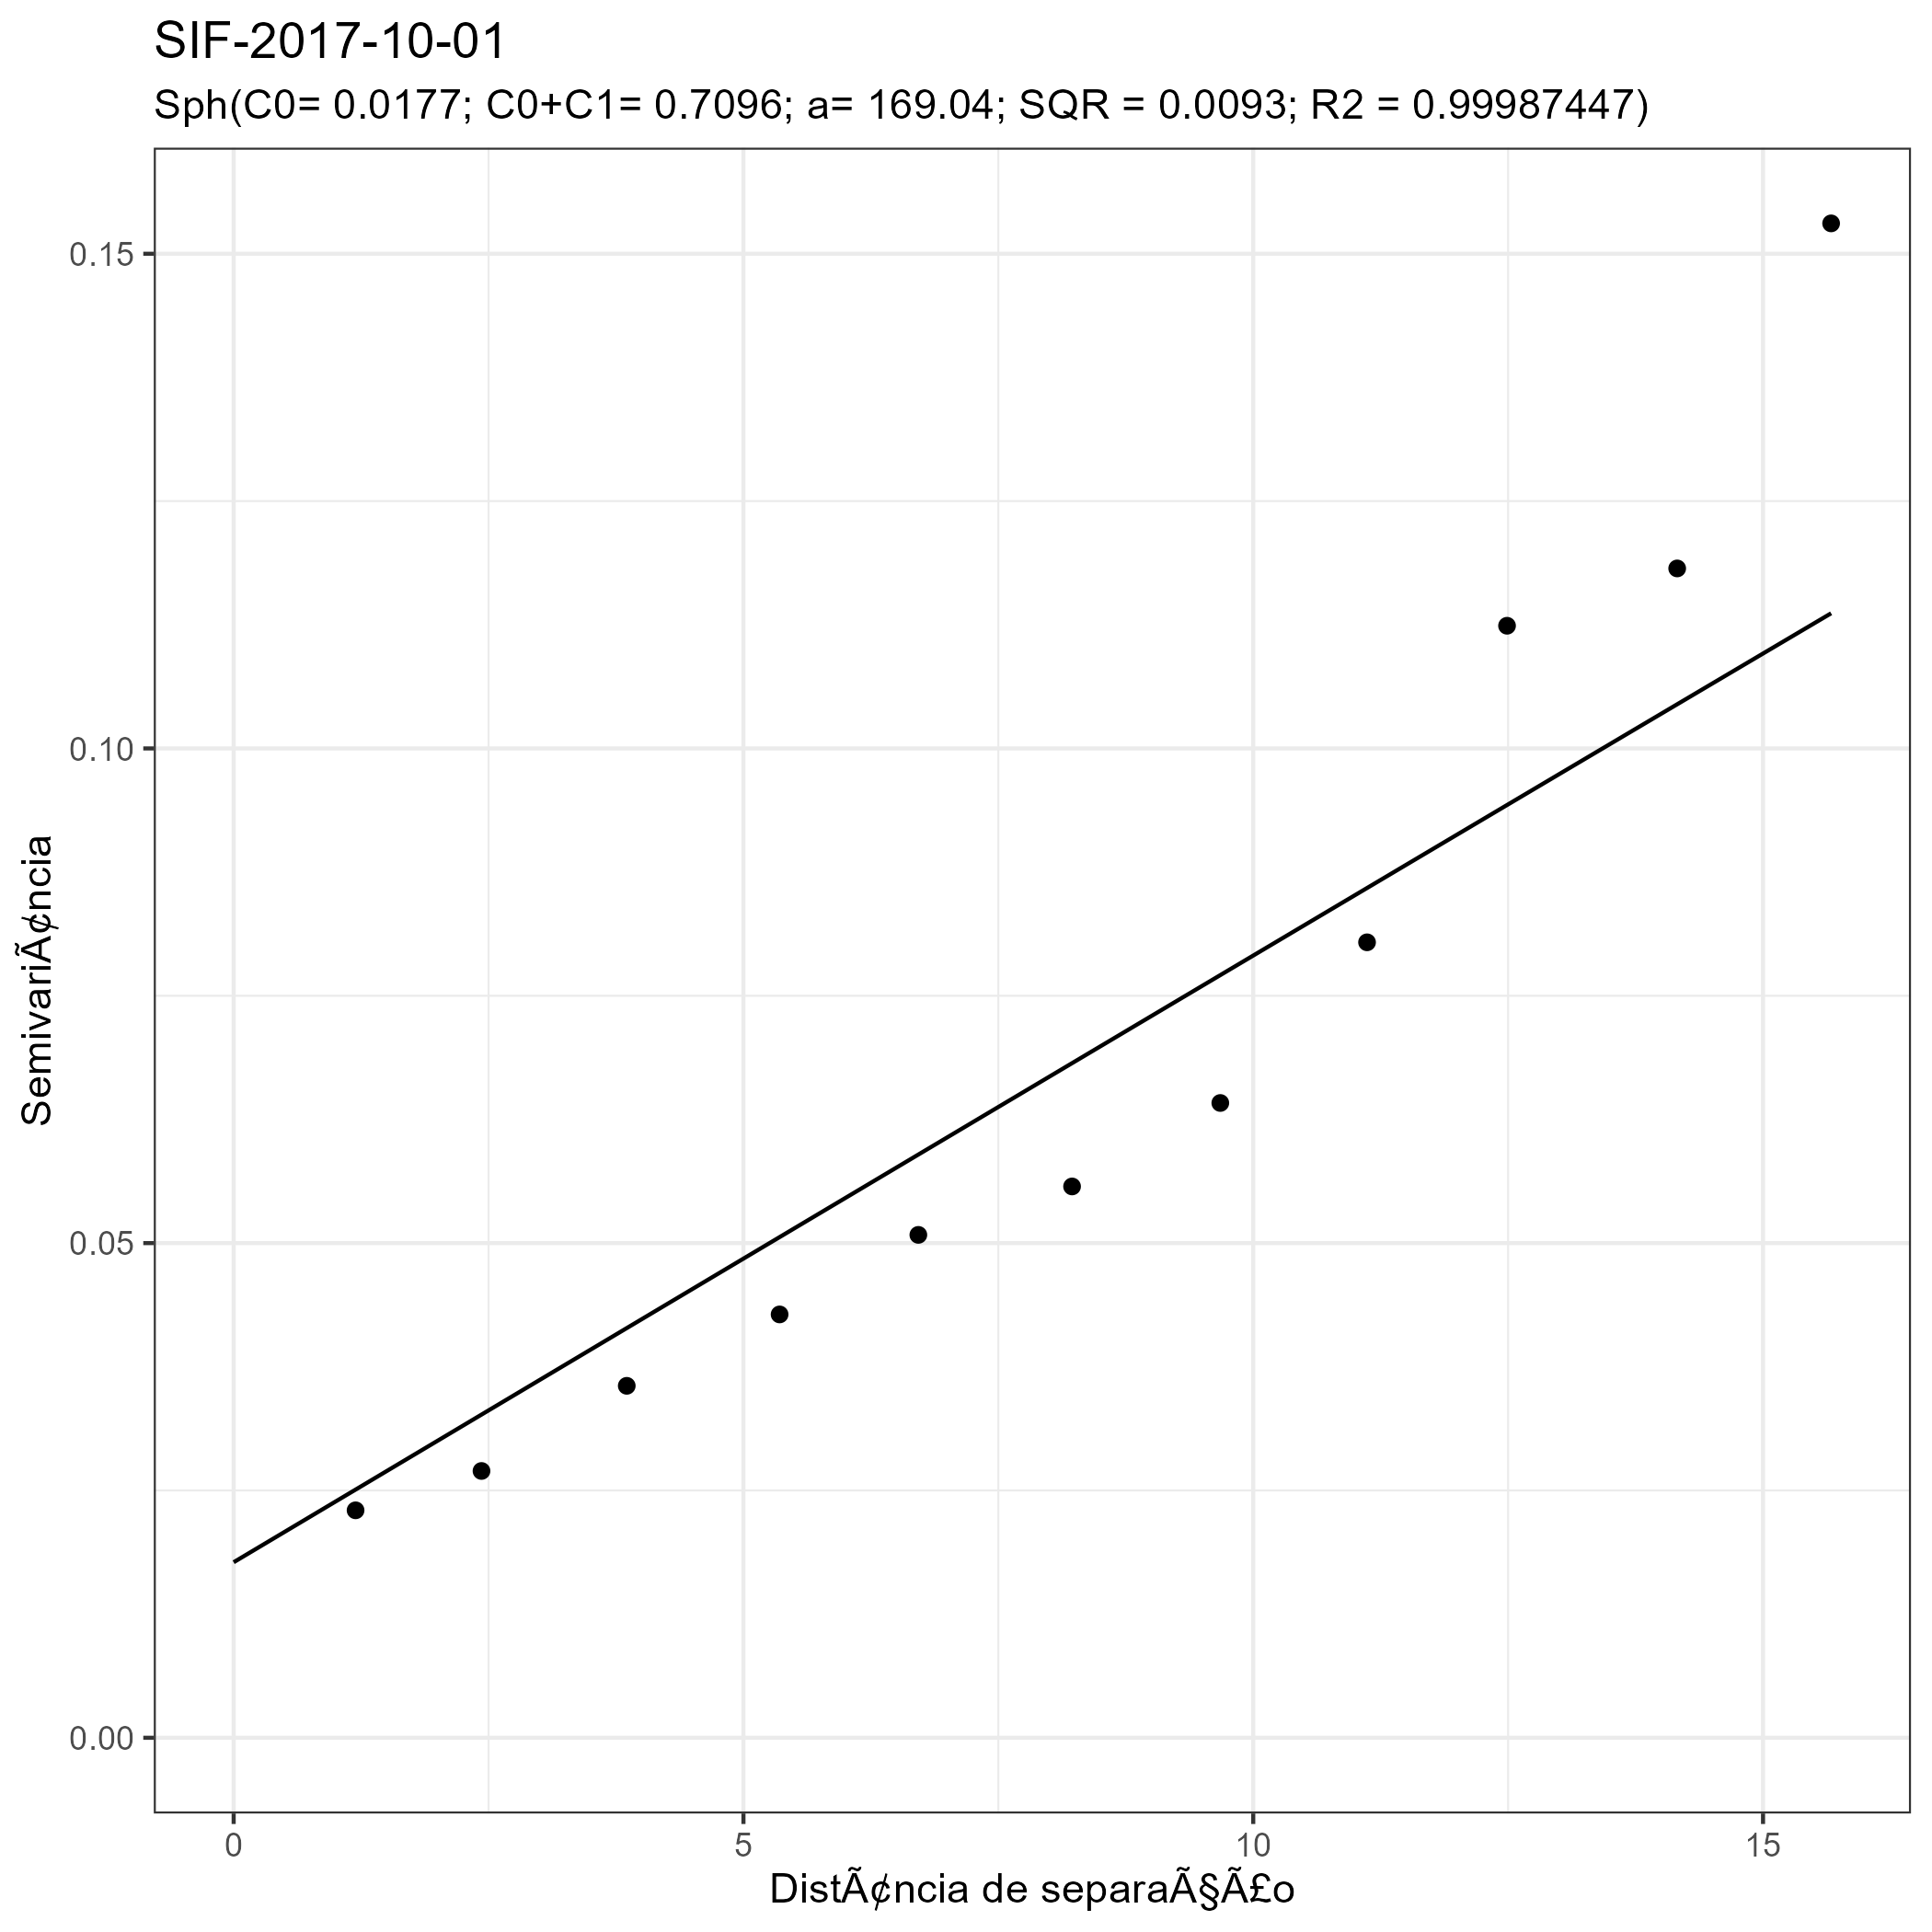 SIF-2017-10-01
Sph(C0= 0.0177; C0+C1= 0.7096; a= 169.04; SQR = 0.0093; R2 = 0.99987447)
0.15
0.10
0.05
0.00
SemivariÃ¢ncia
0
5
10
15
DistÃ¢ncia de separaÃ§Ã£o